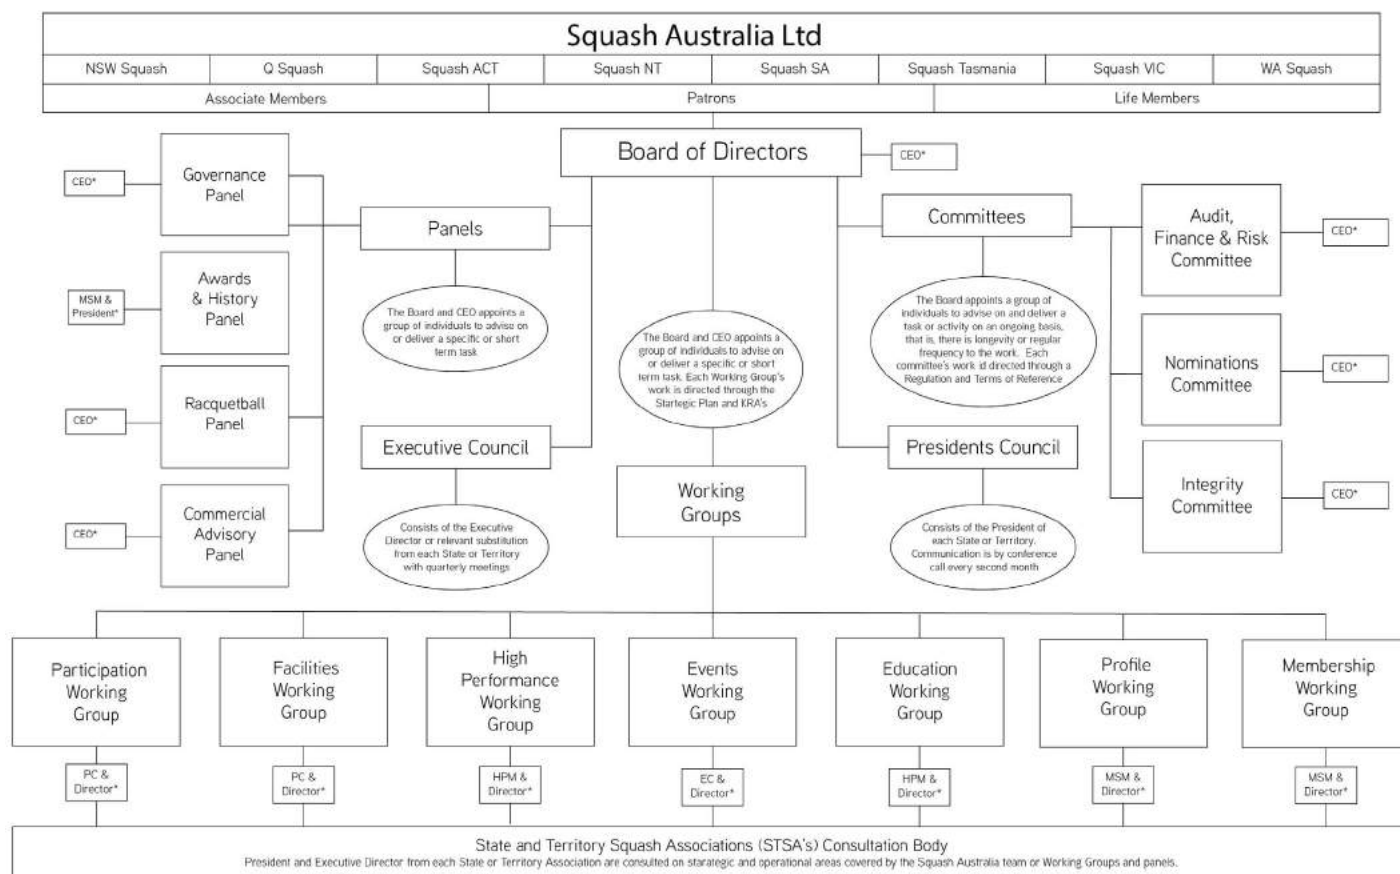 Squash Australia Ltd
NSW Squash
Q Squash
Squash ACT
Squash NT
Squash SA
Squash Tasmania
Squash VIC
WA Squash
Associate Members
Patrons
Life Members
Board of Directors
CEO*
Governance
Panel
CEO*
Awards
& History
Panel
MSM &
President*
Racquetball
Panel
CEO*
Commercial
Advisory
Panel
CEO*
Panels
The Board and CEO appoints a
group of individuals to advise on
or deliver a specific or short
term task
Executive Council
Consists of the Executive
Director or relevant substitution
from each State or Territory
with quarterly meetings
The Board and CEO appoints a
group of individuals to advise on
or deliver a specific or short
term task. Each Working Group's
work is directed through the
Startegic Plan and KRA's
Working
Groups
Committees
The Board appoints a group of
individuals to advise on and deliver a
task or activity on an ongoing basis,
that is, there is longevity or regular
frequency to the work. Each
committee's work id directed through a
Regulation and Terms of Reference
Presidents Council
Consists of the President of
each State or Territory.
Communication is by conference
call every second month
Audit,
Finance & Risk
Committee
CEO*
Nominations
Committee
CEO*
Integrity
Committee
CEO*
Participation
Working
Group
Facilities
Working
Group
High
Performance
Working
Group
Events
Working
Group
Education
Working
Group
Profile
Working
Group
Membership
Working
Group
PC &
Director*
PC &
Director*
HPM &
Director*
EC &
Director*
HPM &
Director*
MSM &
Director*
MSM &
Director*
State and Territory Squash Associations (STSA's) Consultation Body
President and Executive Director from each State or Territory Association are consulted on starategic and operational areas covered by the Squash Australia team or Working Groups and panels.